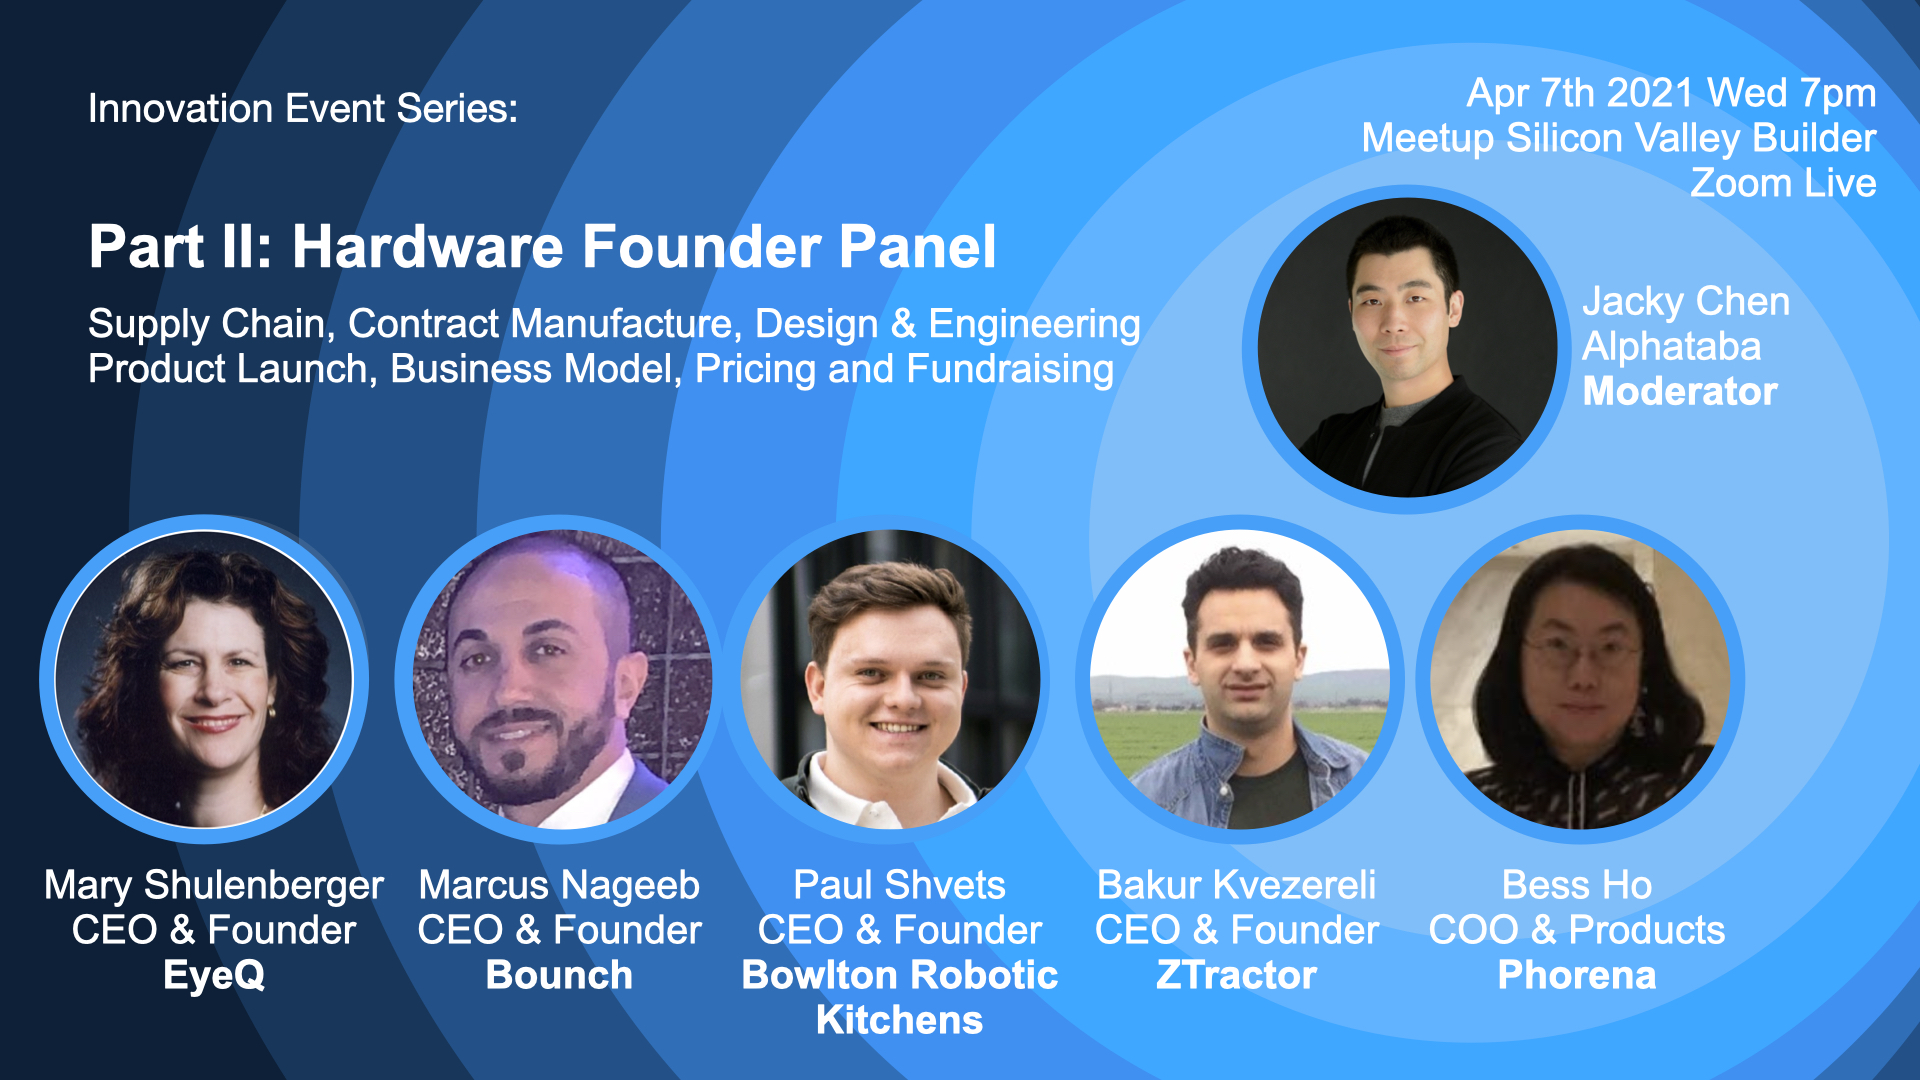 Innovation Event Series:
Apr 7th 2021 Wed 7pm
Meetup Silicon Valley Builder
Zoom Live
Part II: Hardware Founder Panel
Supply Chain, Contract Manufacture, Design & Engineering
Product Launch, Business Model, Pricing and Fundraising
Jacky Chen
Alphataba
Moderator
Mary Shulenberger
CEO & Founder
EyeQ
Marcus Nageeb
CEO & Founder
Bounch
Paul Shvets
CEO & Founder
Bowlton Robotic
Kitchens
Bakur Kvezereli
CEO & Founder
ZTractor
Bess Ho
COO & Products
Phorena